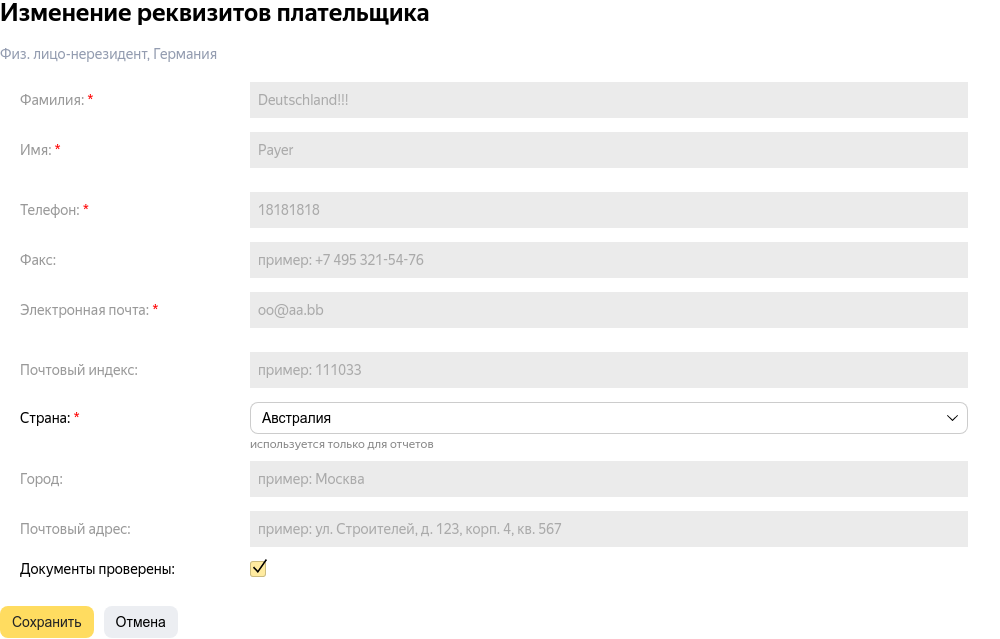 Изменение реквизитов плательщика
Физ. лицо-нерезидент, Германия
Фамилия: * Deutschland!!!
Имя: * Payer
Телефон: * 18181818
Факс: пример: +7 495 321-54-76
Электронная почта: * oo@aa.bb
Почтовый индекс: пример: 111033
Страна: * Австралия
используется только для отчетов
Город: пример: Москва
Почтовый адрес: пример: ул. Строителей, д. 123, корп. 4, кв. 567
Документы проверены:
Сохранить Отмена